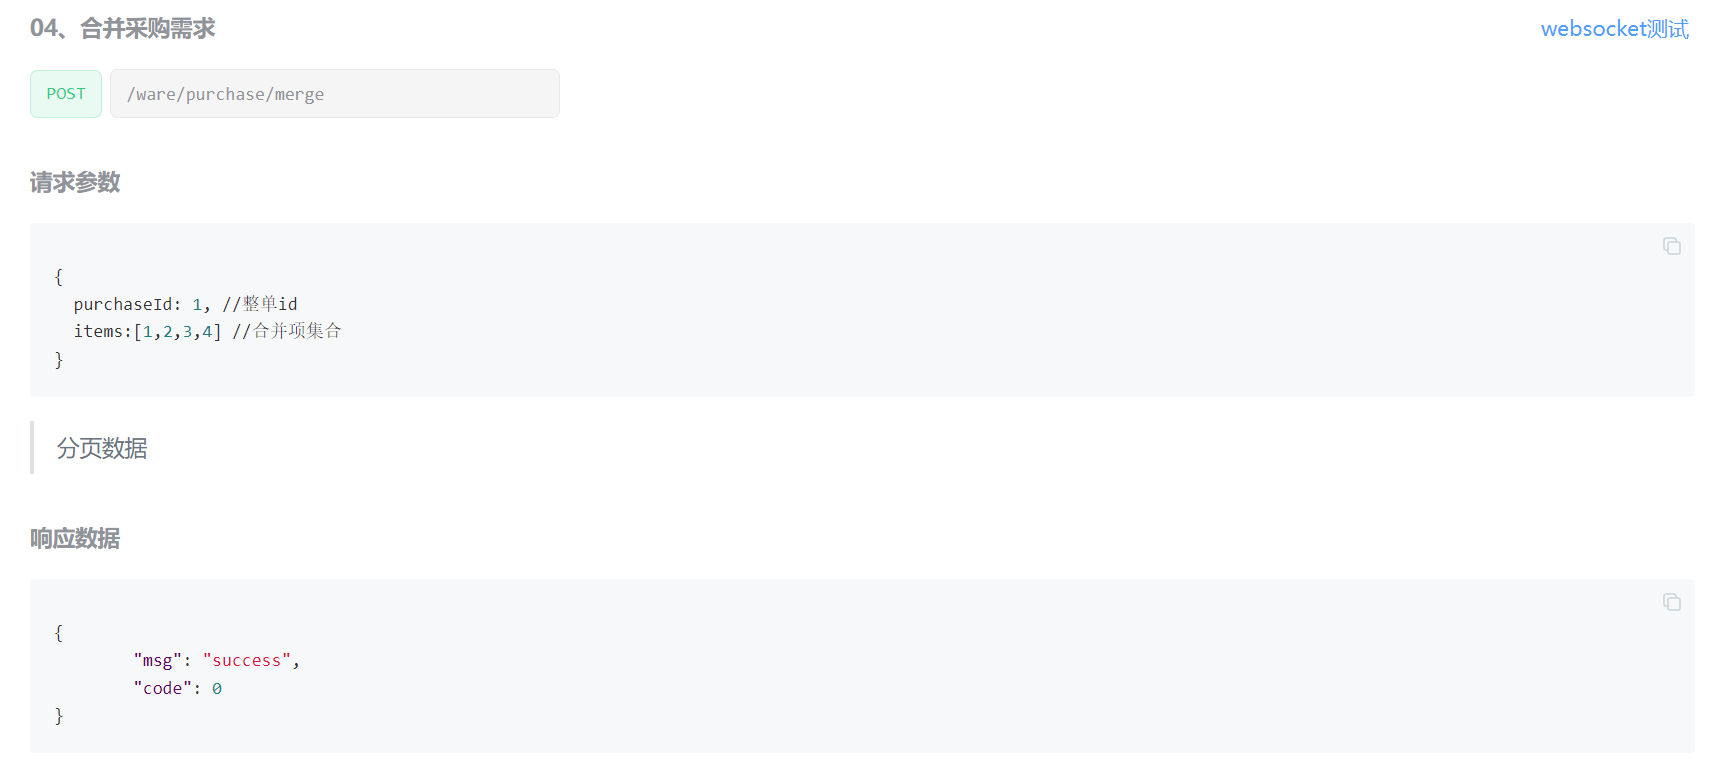 04、合并采购需求
websocket测试
POST
/ware/purchase/merge
请求参数
{
  purchaseId: 1, //整单id
  items:[1,2,3,4] //合并项集合
}
分页数据
响应数据
{
        "msg": "success",
        "code": 0
}